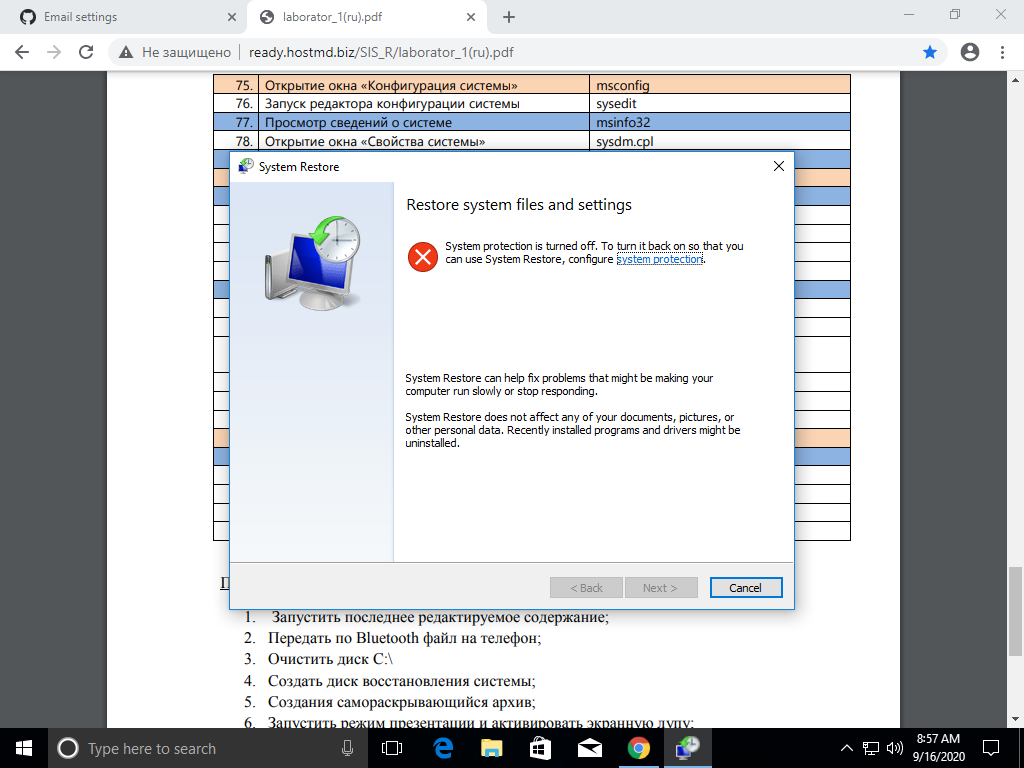 Email settings
laborator_1(ru).pdf
Не защищено
ready.hostmd.biz/SIS_R/laborator_1(ru).pdf
75. Открытие окна «Конфигурация системы» msconfig
76. Запуск редактора конфигурации системы sysedit
77. Просмотр сведений о системе msinfo32
78. Открытие окна «Свойства системы» sysdm.cpl
System Restore
Restore system files and settings
System protection is turned off. To turn it back on so that you
can use System Restore, configure system protection.
System Restore can help fix problems that might be making your
computer run slowly or stop responding.
System Restore does not affect any of your documents, pictures, or
other personal data. Recently installed programs and drivers might be
uninstalled.
< Back
Next >
Cancel
1. Запустить последнее редактируемое содержание;
2. Передать по Bluetooth файл на телефон;
3. Очистить диск C:\
4. Создать диск восстановления системы;
5. Создания самораскрывающийся архив;
6. Запустить режим презентации и активировать экранную лупу;
Type here to search
8:57 AM
9/16/2020